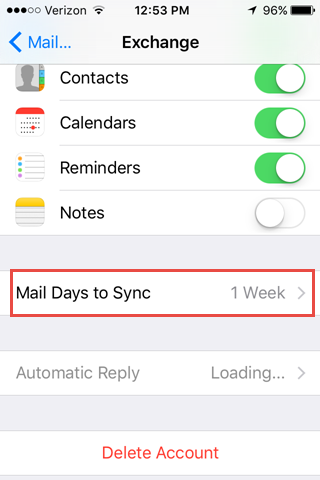 Verizon 12:53 PM 96%
Mail... Exchange
Contacts
Calendars
Reminders
Notes
Mail Days to Sync 1 Week
Automatic Reply Loading...
Delete Account